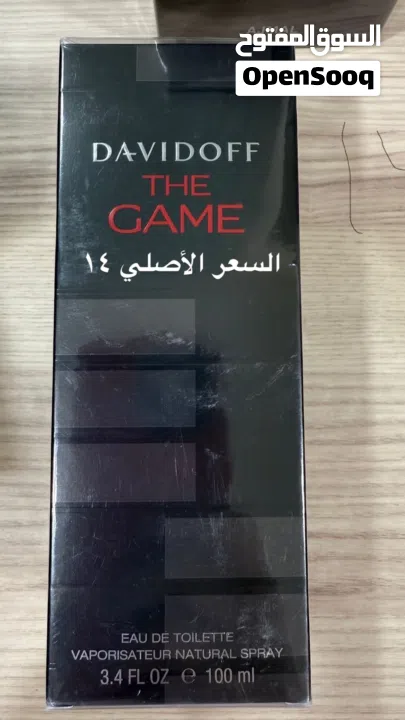 السوق المفتوح
OpenSooq
DAVIDOFF
THE
GAME
السعر الأصلي ١٤
EAU DE TOILETTE
VAPORISATEUR NATURAL SPRAY
3.4 FL OZ ℮ 100 ml